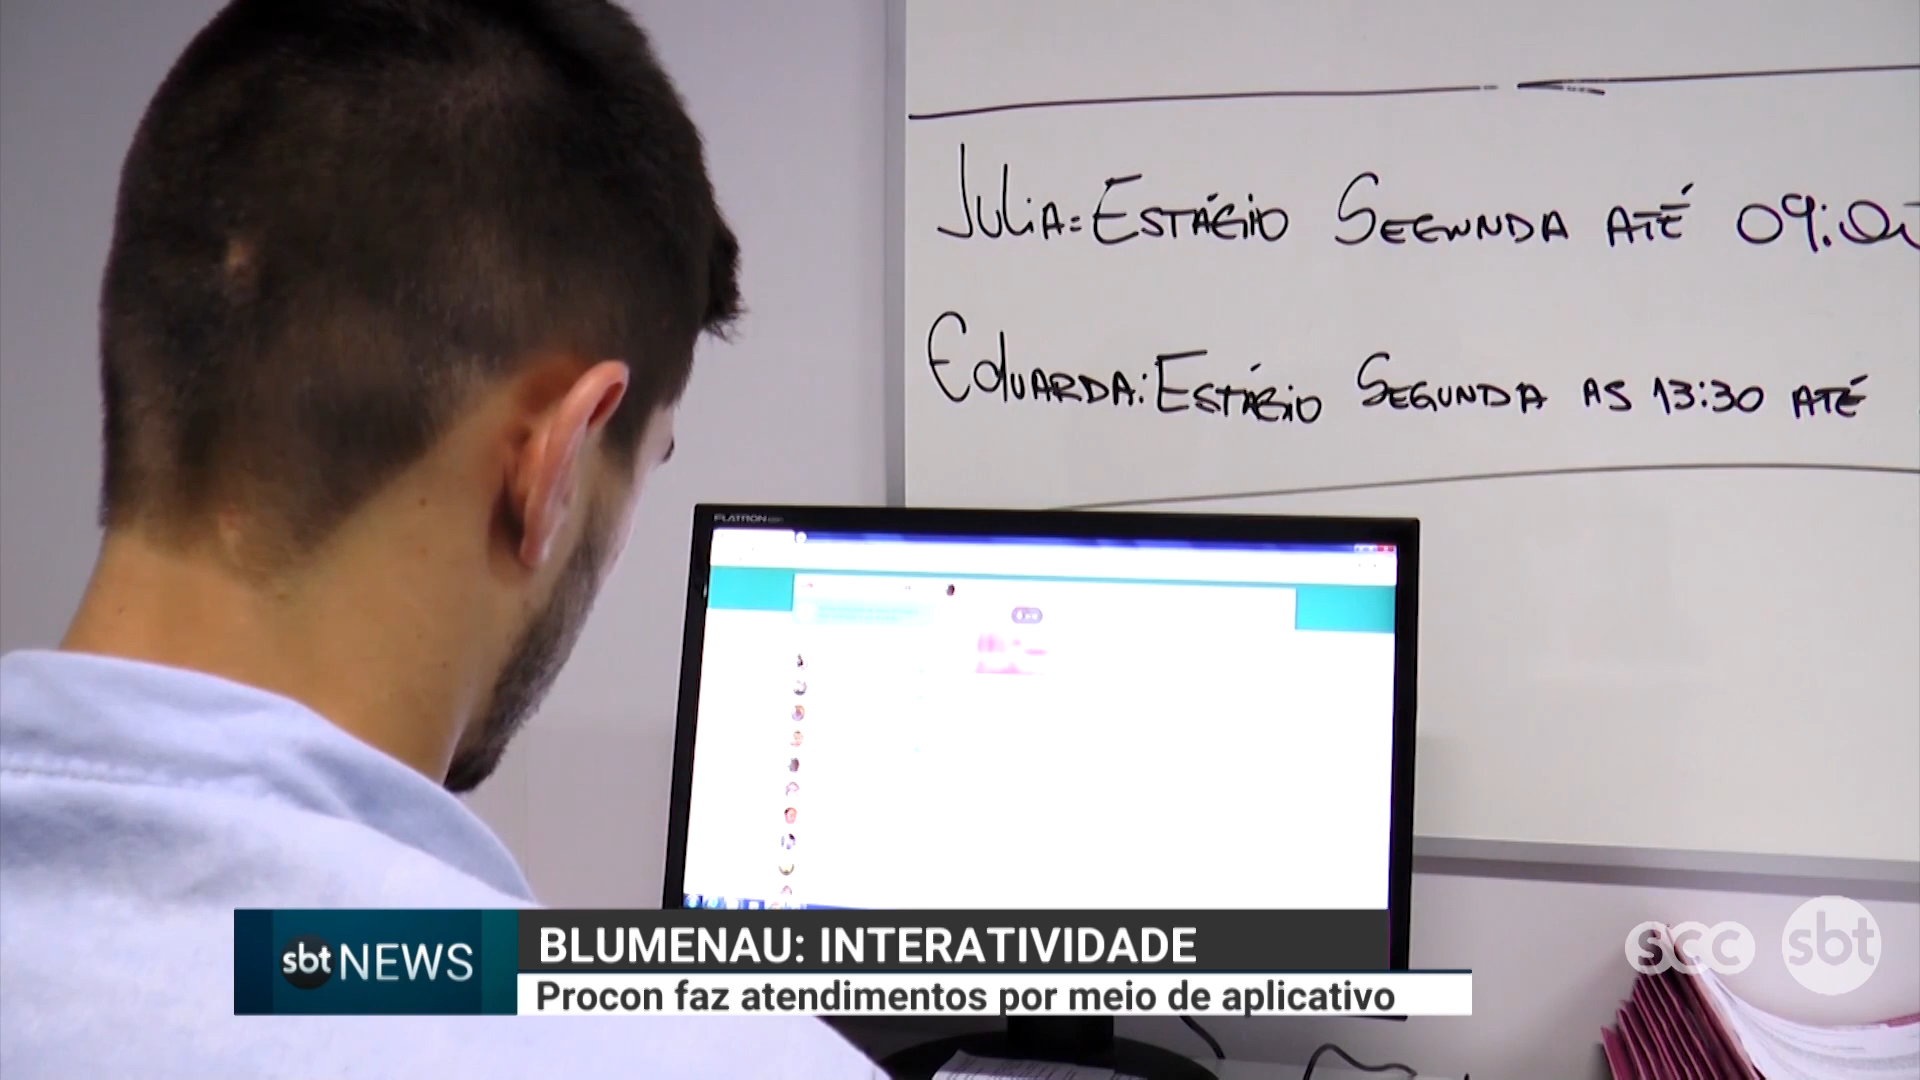 JULiA: ESTÁGIO SEGUNDA ATÉ 09:
EDUARDA: ESTÁGIO SEGUNDA AS 13:30 ATÉ
FLATRON
sbt NEWS
BLUMENAU: INTERATIVIDADE
Procon faz atendimentos por meio de aplicativo
scc sbt